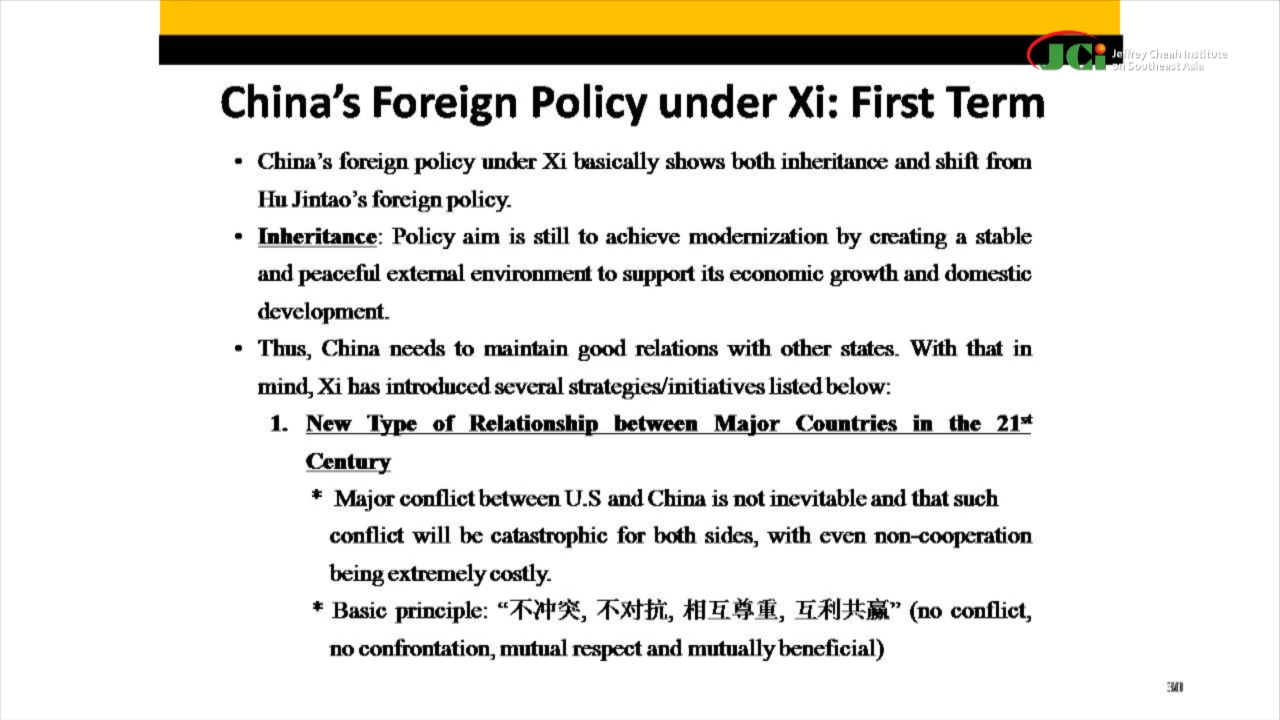 JCi Jeffrey Cheah Institute
on Southeast Asia
China's Foreign Policy under Xi: First Term
• China's foreign policy under Xi basically shows both inheritance and shift from
Hu Jintao's foreign policy.
• Inheritance: Policy aim is still to achieve modernization by creating a stable
and peaceful external environment to support its economic growth and domestic
development.
• Thus, China needs to maintain good relations with other states. With that in
mind, Xi has introduced several strategies/initiatives listed below:
1. New Type of Relationship between Major Countries in the 21st
Century
* Major conflict between U.S and China is not inevitable and that such
conflict will be catastrophic for both sides, with even non-cooperation
being extremely costly.
* Basic principle: “不冲突, 不对抗, 相互尊重, 互利共赢” (no conflict,
no confrontation, mutual respect and mutually beneficial)